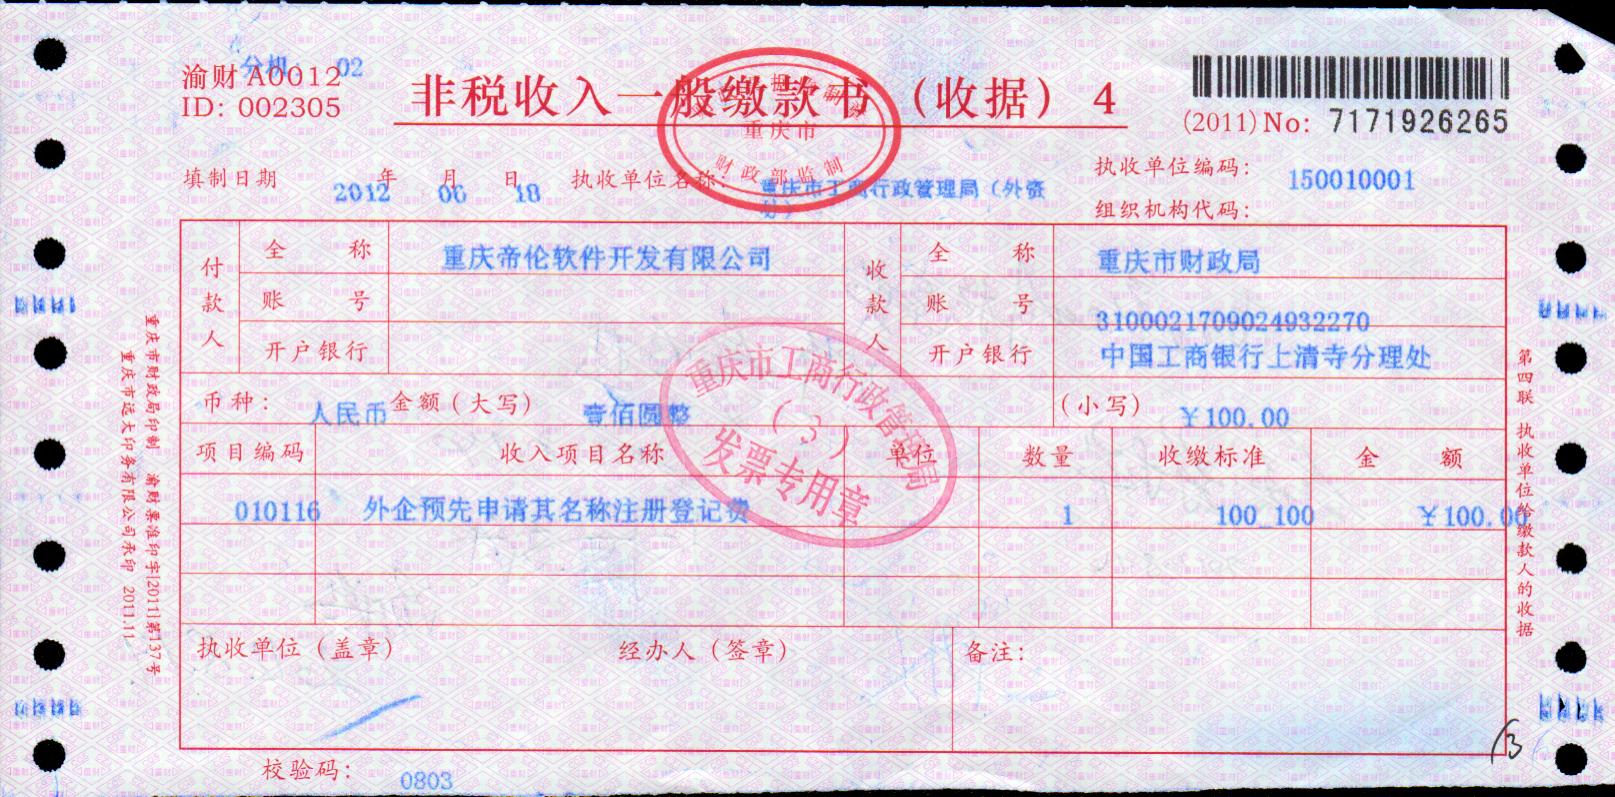 分机: 02
渝财 A0012
ID: 002305
非税收入一般缴款书（收据）4
重庆市
财政部监制
(2011) No: 7171926265
填制日期 2012 年 06 月 18 日 执收单位名称: 重庆市工商行政管理局（外资
分）
执收单位编码: 150010001
组织机构代码:
付款人 全称 重庆帝伦软件开发有限公司 收款人 全称 重庆市财政局
账号 账号 3100021709024932270
开户银行 开户银行 中国工商银行上清寺分理处
币种: 人民币 金额（大写） 壹佰圆整 （小写） ￥100.00
项目编码 收入项目名称 单位 数量 收缴标准 金额
010116 外企预先申请其名称注册登记费 1 100_100 ￥100.00
重庆市工商行政管理局
(3)
发票专用章
执收单位（盖章） 经办人（签章） 备注:
校验码: 0803
重庆市财政局印制 渝财票准印字[2011]第137号
重庆市远大印务有限公司承印 2011.11
第四联 执收单位给缴款人的收据